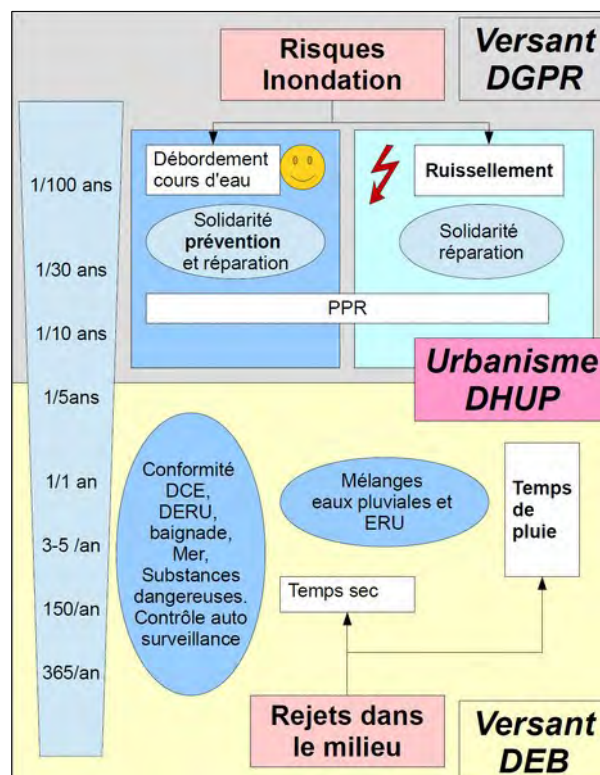 Risques
Inondation
Versant
DGPR
Débordement
cours d'eau
Ruissellement
1/100 ans
Solidarité
prévention
et réparation
Solidarité
réparation
1/30 ans
PPR
1/10 ans
Urbanisme
DHUP
1/5ans
Conformité
DCE,
DERU,
baignade,
Mer,
Substances
dangereuses.
Contrôle auto
surveillance
Mélanges
eaux pluviales et
ERU
Temps
de
pluie
1/1 an
3-5 /an
Temps sec
150/an
365/an
Rejets dans
le milieu
Versant
DEB